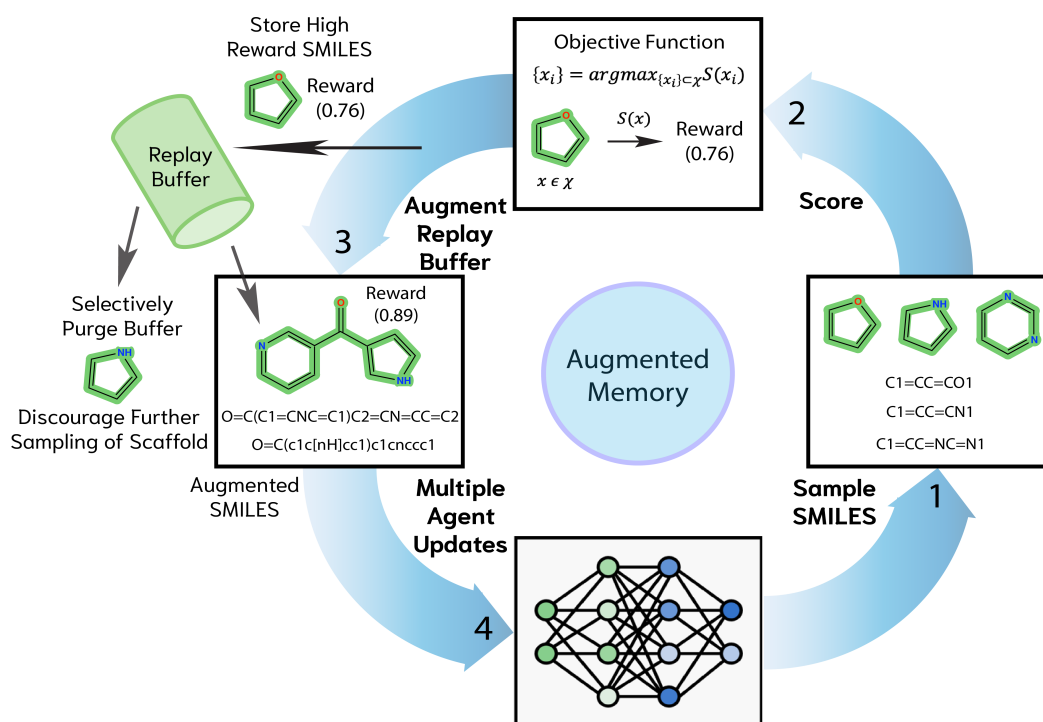 Store High
Reward SMILES
O
Reward
(0.76)
Replay
Buffer
Selectively
Purge Buffer
NH
Discourage Further
Sampling of Scaffold
Objective Function
{x_i} = argmax_{{x_i}⊂χ}S(x_i)
O
S(x)
Reward
(0.76)
x ϵ χ
2
Score
Augment
Replay
Buffer
3
Reward
(0.89)
O
N
NH
O=C(C1=CNC=C1)C2=CN=CC=C2
O=C(c1c[nH]cc1)c1cnccc1
Augmented
SMILES
Augmented
Memory
O
NH
N
N
C1=CC=CO1
C1=CC=CN1
C1=CC=NC=N1
Multiple
Agent
Updates
4
Sample
SMILES
1